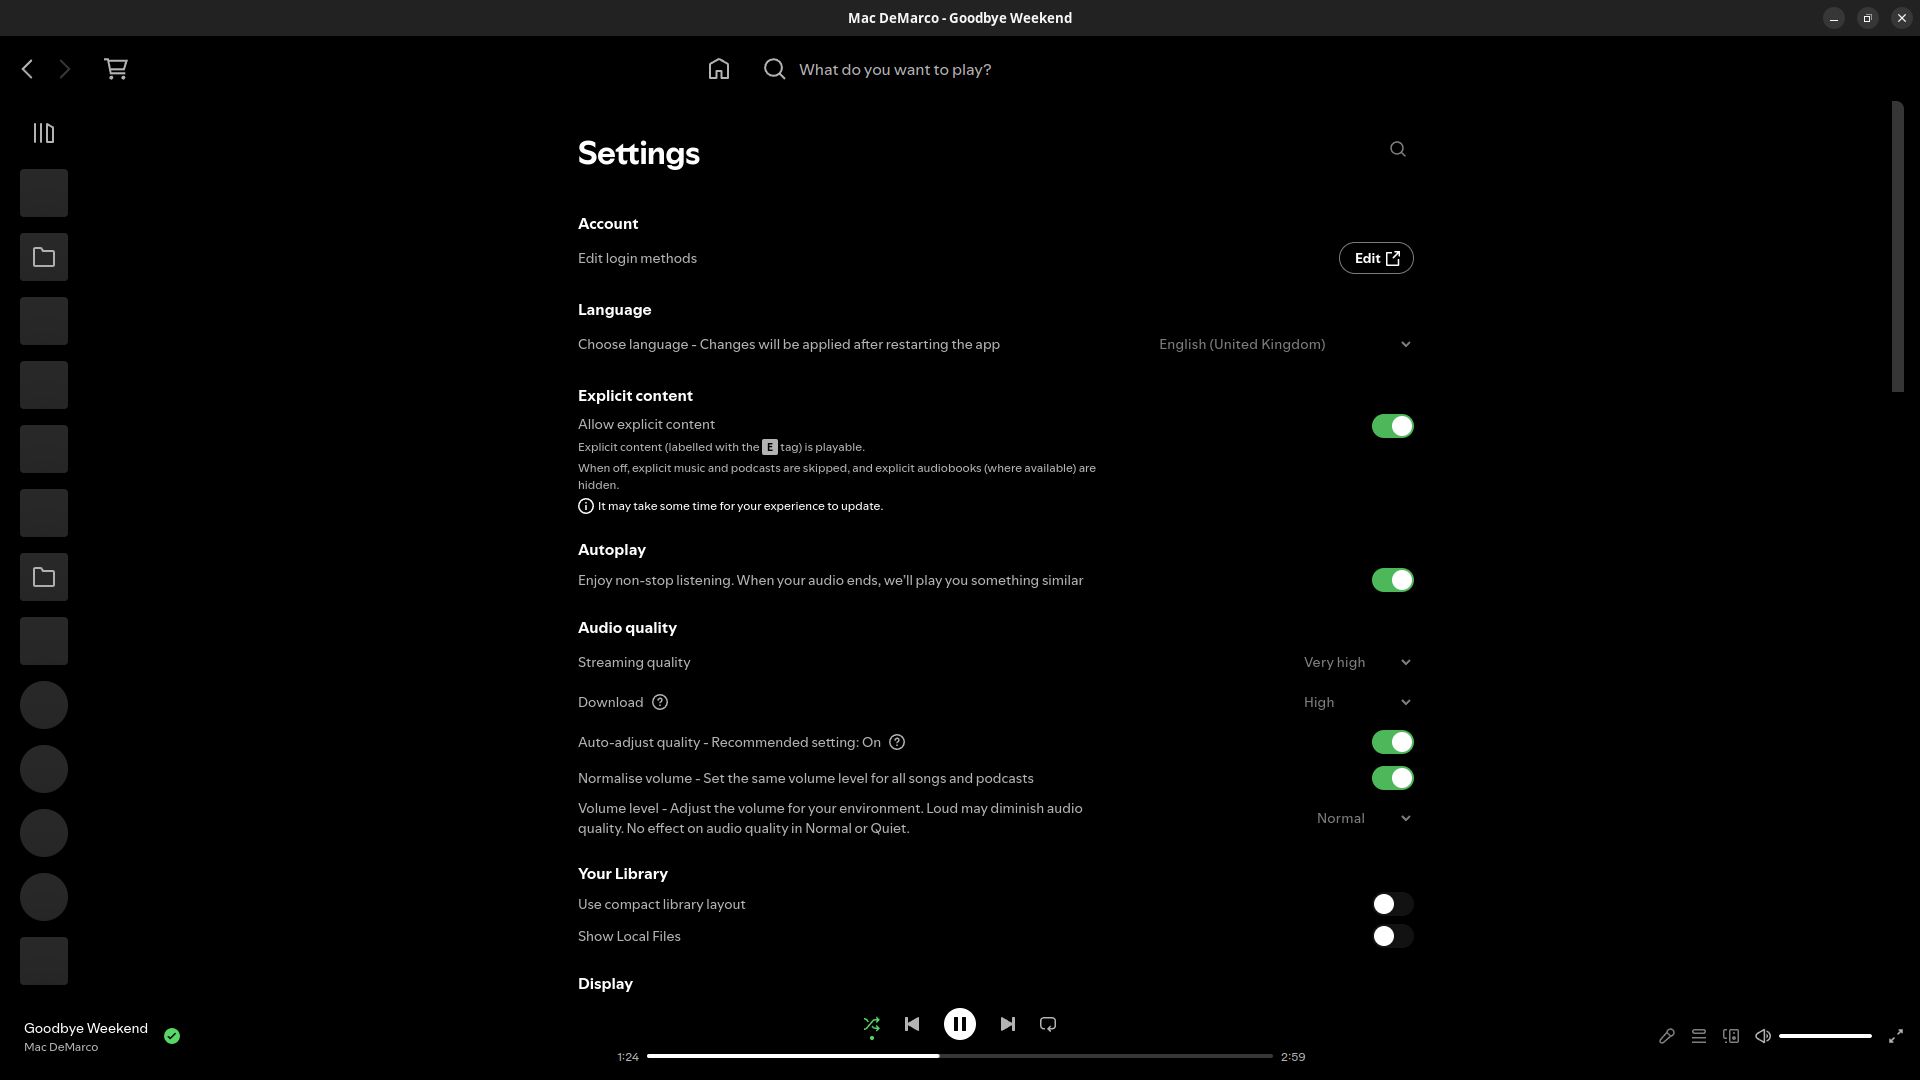 Mac DeMarco - Goodbye Weekend
What do you want to play?
Settings
Account
Edit login methods
Edit
Language
Choose language - Changes will be applied after restarting the app
English (United Kingdom)
Explicit content
Allow explicit content
Explicit content (labelled with the E tag) is playable.
When off, explicit music and podcasts are skipped, and explicit audiobooks (where available) are
hidden.
It may take some time for your experience to update.
Autoplay
Enjoy non-stop listening. When your audio ends, we'll play you something similar
Audio quality
Streaming quality
Very high
Download
High
Auto-adjust quality - Recommended setting: On
Normalise volume - Set the same volume level for all songs and podcasts
Volume level - Adjust the volume for your environment. Loud may diminish audio
quality. No effect on audio quality in Normal or Quiet.
Normal
Your Library
Use compact library layout
Show Local Files
Display
Goodbye Weekend
Mac DeMarco
1:24
2:59